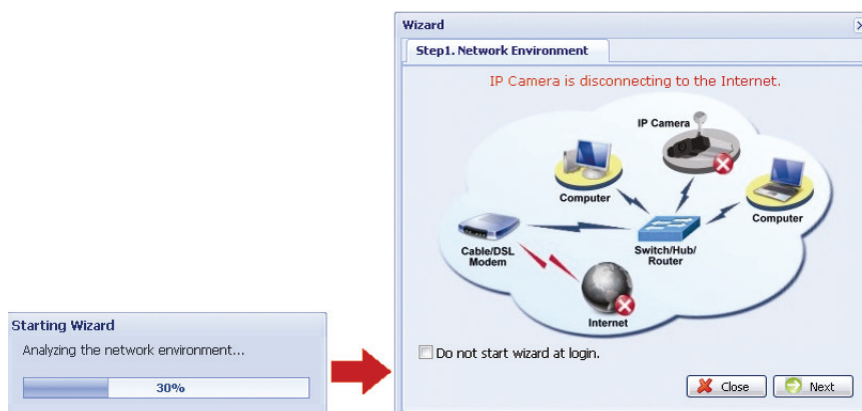 Starting Wizard
Analyzing the network environment...
30%
Wizard
Step1. Network Environment
IP Camera is disconnecting to the Internet.
IP Camera
Computer
Computer
Cable/DSL
Modem
Switch/Hub/
Router
Internet
Do not start wizard at login.
Close
Next